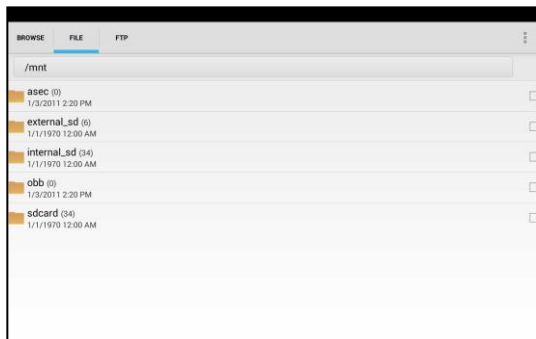 BROWSE FILE FTP
/mnt
asec (0)
1/3/2011 2:20 PM
external_sd (6)
1/1/1970 12:00 AM
internal_sd (34)
1/1/1970 12:00 AM
obb (0)
1/3/2011 2:20 PM
sdcard (34)
1/1/1970 12:00 AM